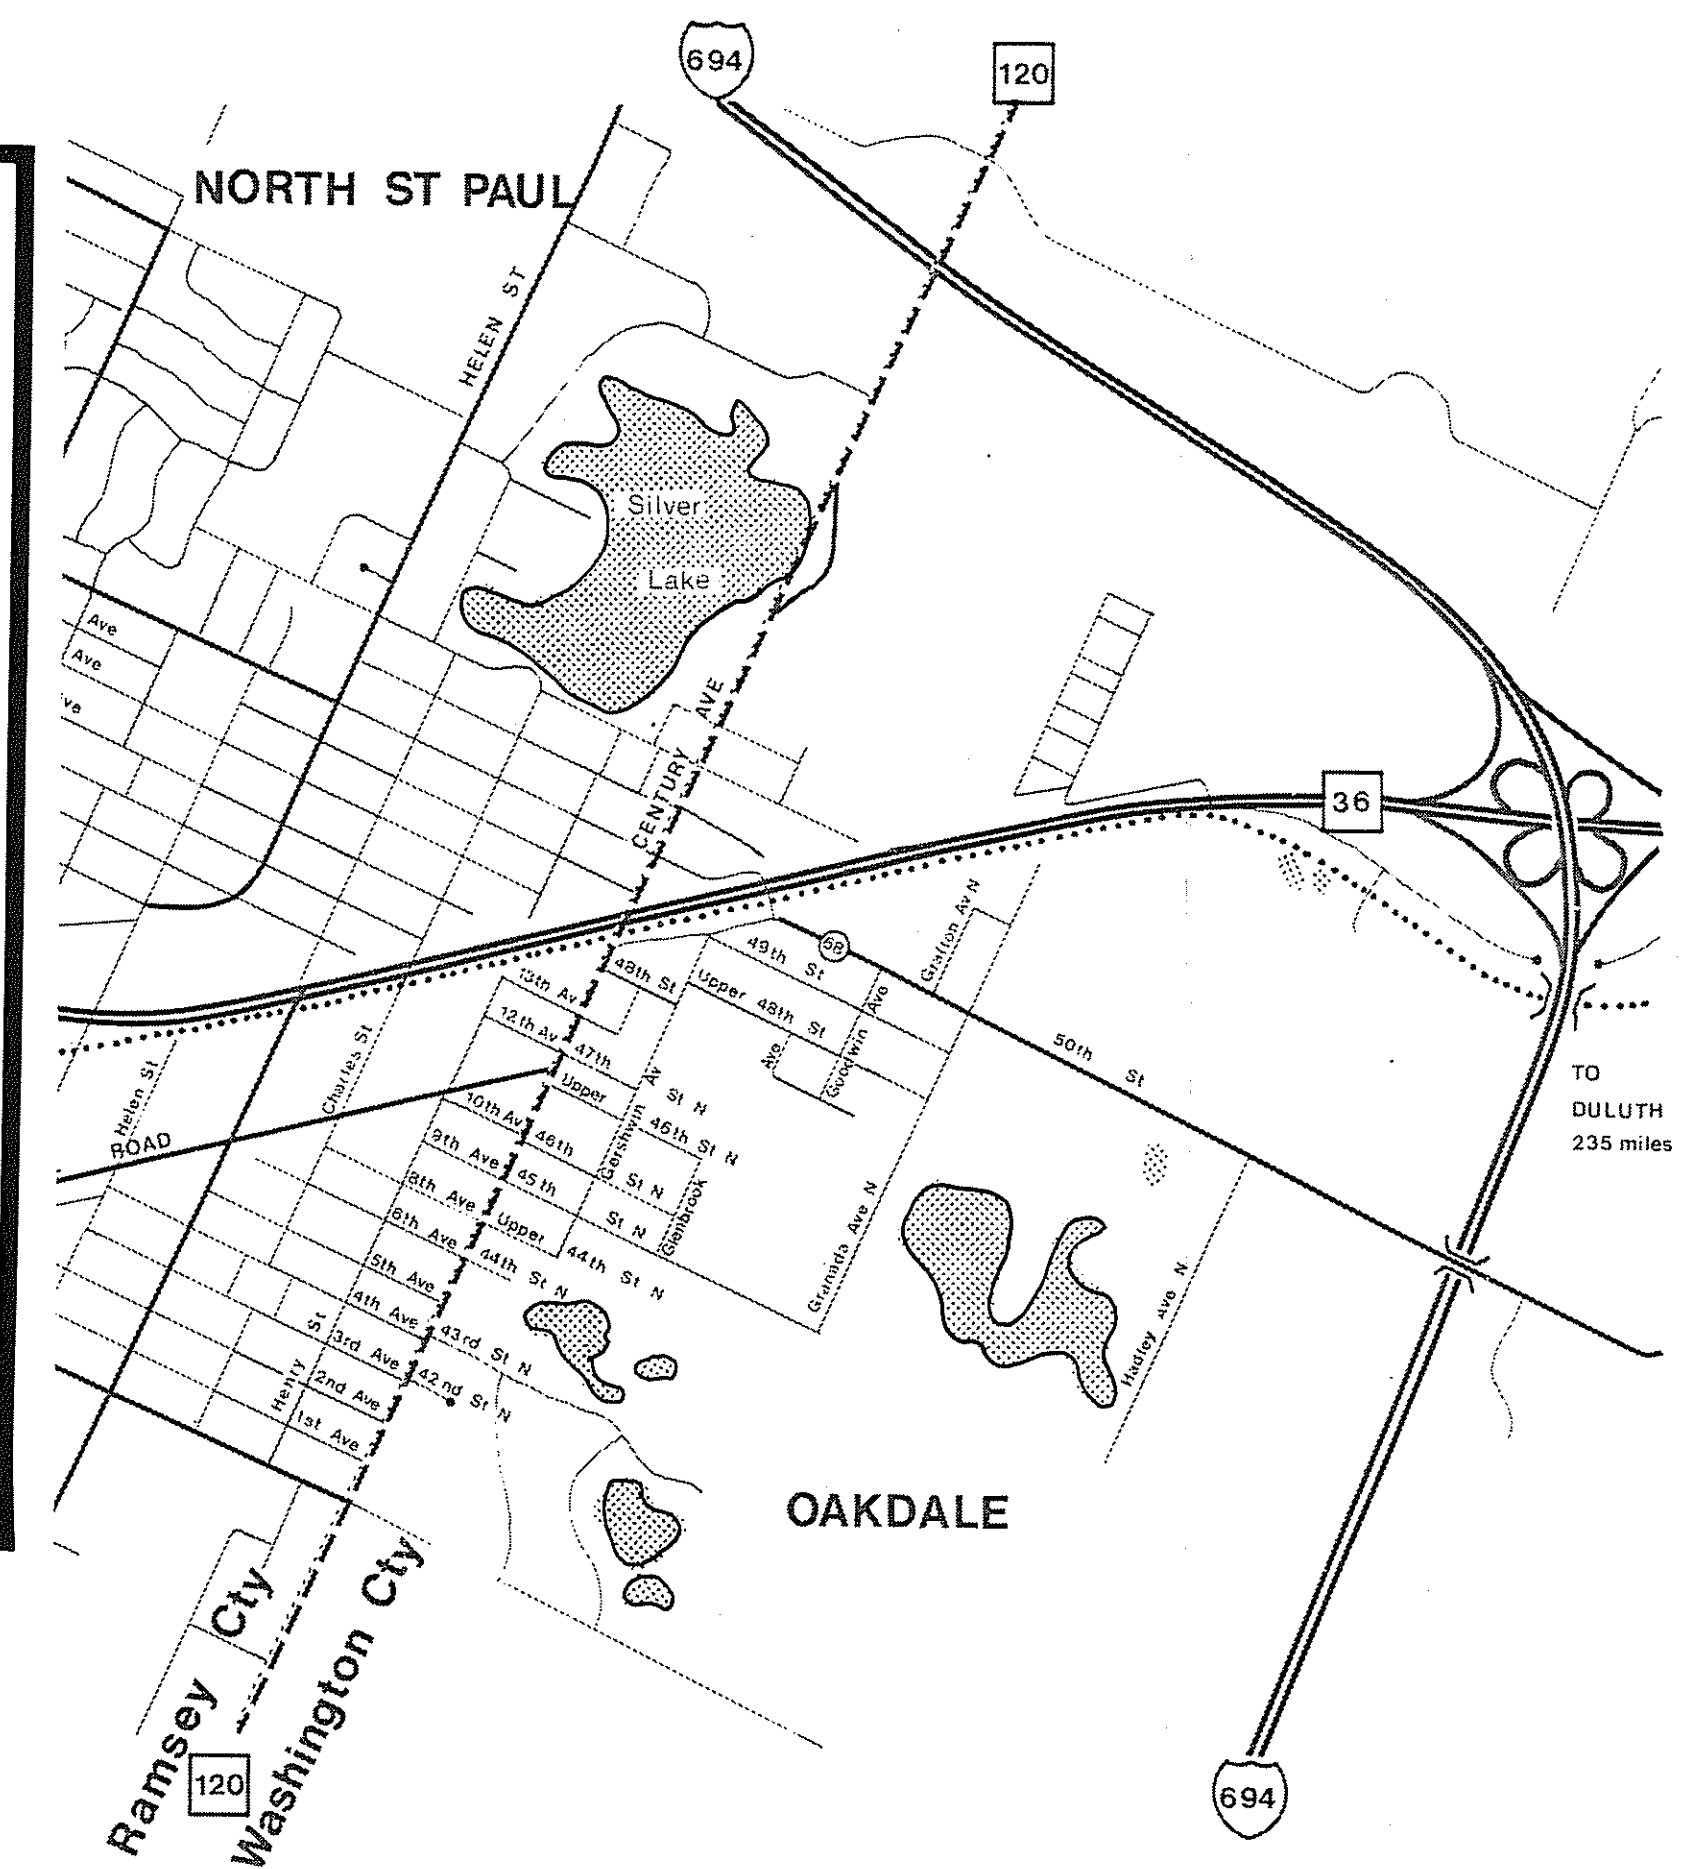 694
120
NORTH ST PAUL
HELEN ST
Silver
Lake
Ave
Ave
CENTURY AVE
36
58
49th St
48th St
Upper 48th St
Grafton Av N
Goodwin Ave
Ave
50th St
13th Av
12th Av
47th St N
Upper 46th St N
10th Av
46th St N
9th Ave
45th St N
8th Ave
Upper 44th St N
6th Ave
44th St N
5th Ave
4th Ave
43rd St N
3rd Ave
42nd St N
2nd Ave
1st Ave
Helen St
Charles St
Henry St
ROAD
Gershwin Av
Glenbrook
Granada Ave N
Hadley Ave N
TO
DULUTH
235 miles
OAKDALE
Ramsey Cty
Washington Cty
120
694